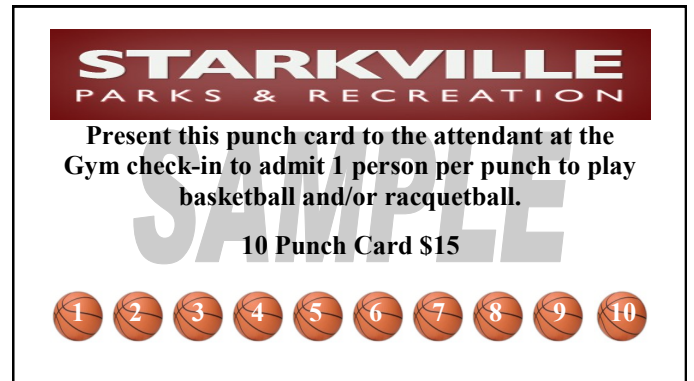 STARKVILLE
PARKS & RECREATION
SAMPLE
Present this punch card to the attendant at the
Gym check-in to admit 1 person per punch to play
basketball and/or racquetball.
10 Punch Card $15
1 2 3 4 5 6 7 8 9 10